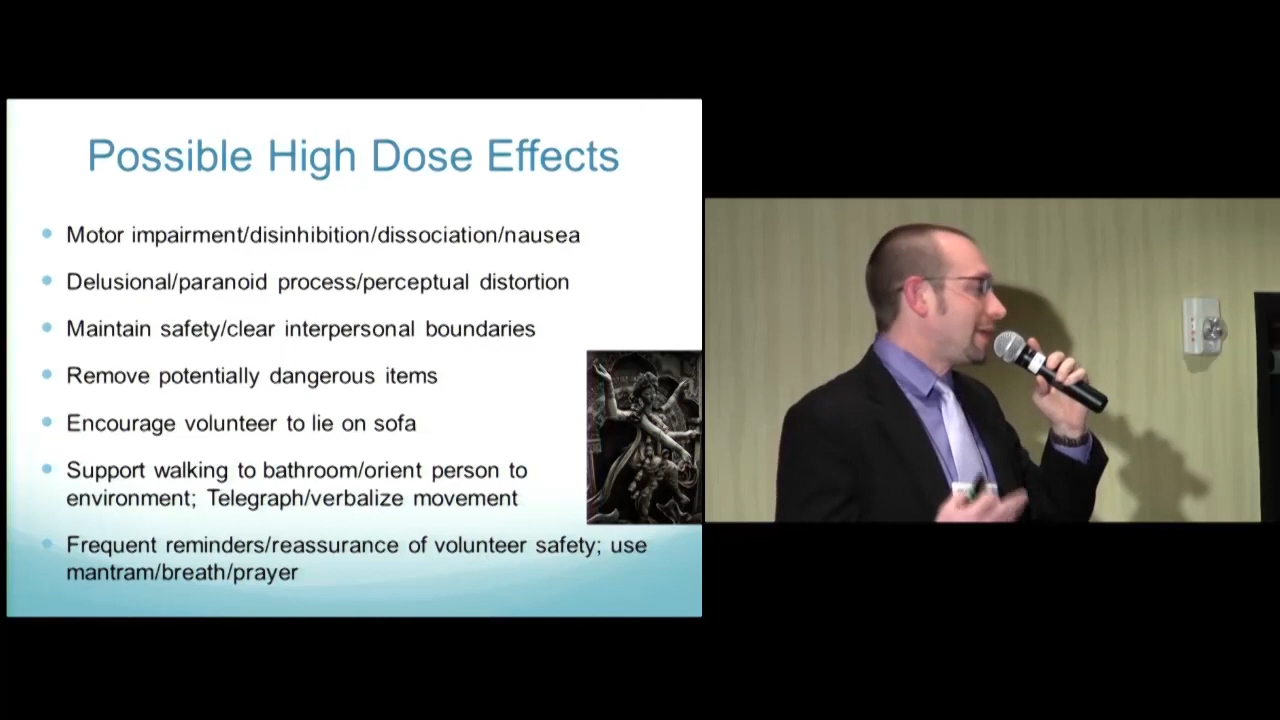 Possible High Dose Effects
Motor impairment/disinhibition/dissociation/nausea
Delusional/paranoid process/perceptual distortion
Maintain safety/clear interpersonal boundaries
Remove potentially dangerous items
Encourage volunteer to lie on sofa
Support walking to bathroom/orient person to
environment; Telegraph/verbalize movement
Frequent reminders/reassurance of volunteer safety; use
mantram/breath/prayer